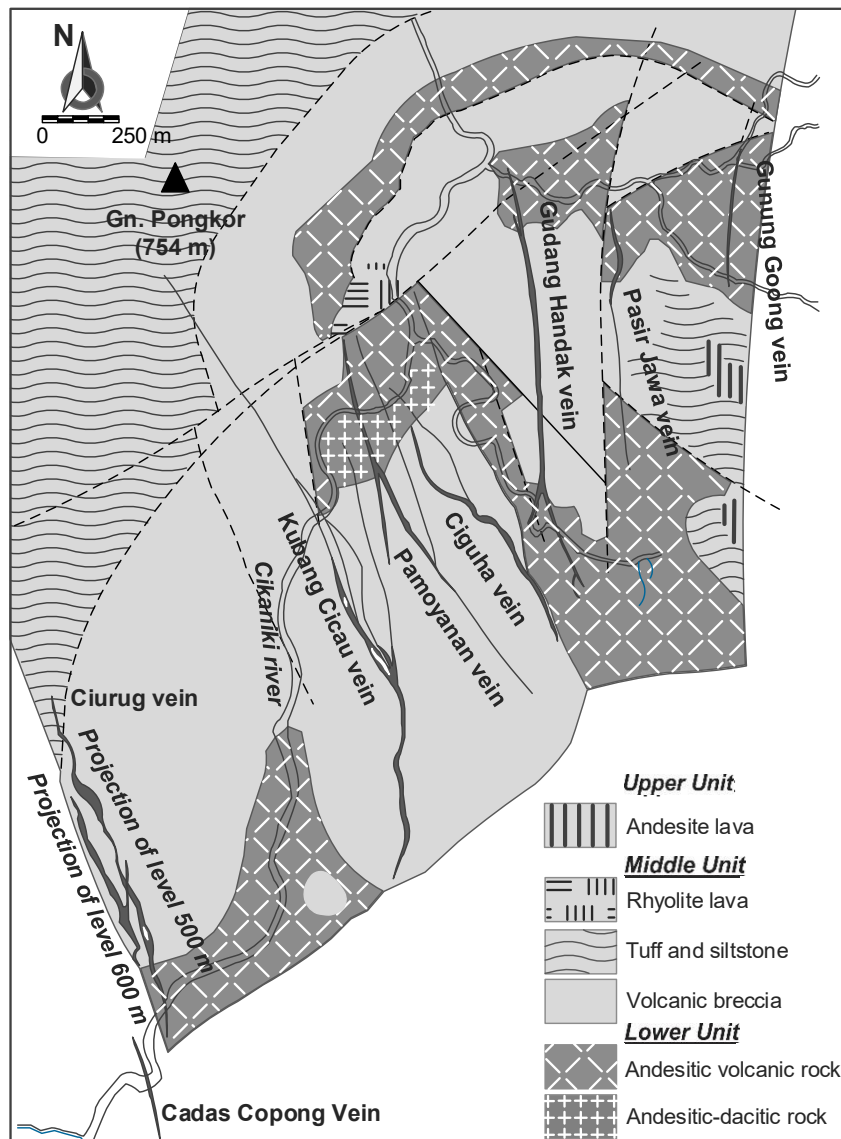 N
0 250 m
Gn. Pongkor
(754 m)
Gunung Goong vein
Gudang Handak vein
Pasir Jawa vein
Ciguha vein
Pamoyanan vein
Kubang Cicau vein
Cikaniki river
Ciurug vein
Projection of level 500 m
Projection of level 600 m
Cadas Copong Vein
Upper Unit
Andesite lava
Middle Unit
Rhyolite lava
Tuff and siltstone
Volcanic breccia
Lower Unit
Andesitic volcanic rock
Andesitic-dacitic rock